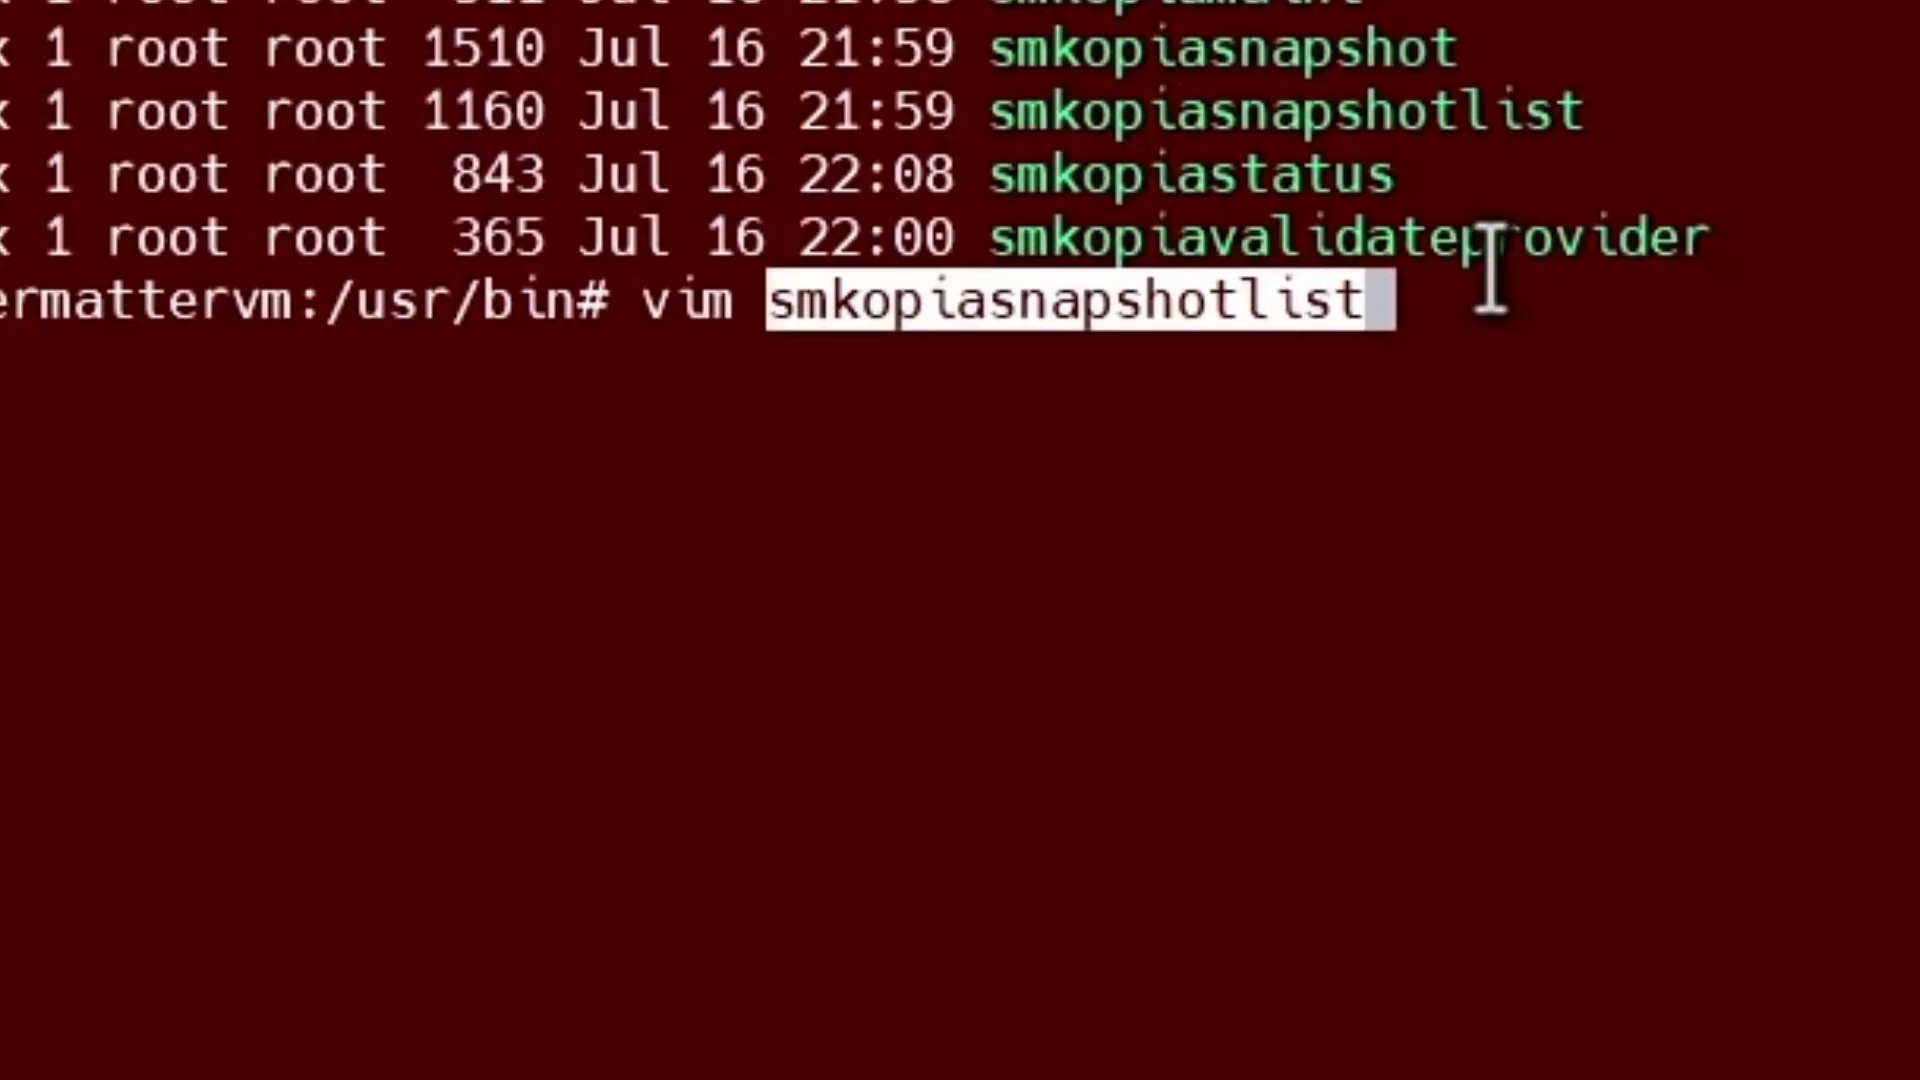 x 1 root root 1510 Jul 16 21:59 smkopiasnapshot
x 1 root root 1160 Jul 16 21:59 smkopiasnapshotlist
x 1 root root 843 Jul 16 22:08 smkopiastatus
x 1 root root 365 Jul 16 22:00 smkopiavalidateprovider
ermattervm:/usr/bin# vim smkopiasnapshotlist